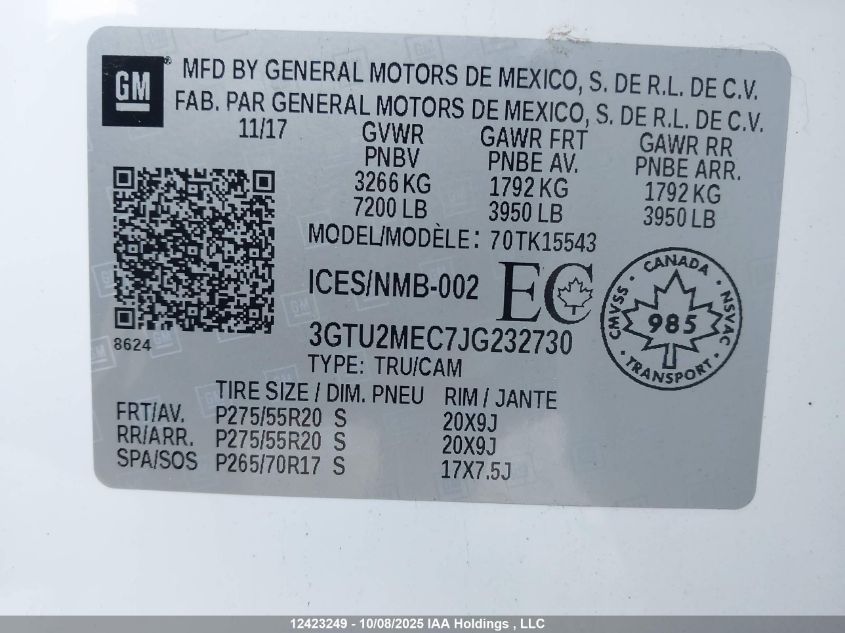 GM
MFD BY GENERAL MOTORS DE MEXICO, S. DE R.L. DE C.V.
FAB. PAR GENERAL MOTORS DE MEXICO, S. DE R.L. DE C.V.
11/17 GVWR GAWR FRT GAWR RR
PNBV PNBE AV. PNBE ARR.
3266 KG 1792 KG 1792 KG
7200 LB 3950 LB 3950 LB
MODEL/MODÈLE: 70TK15543
ICES/NMB-002 EC
CANADA
CMVSS 985 NSVAC
TRANSPORT
8624
3GTU2MEC7JG232730
TYPE: TRU/CAM
TIRE SIZE / DIM. PNEU RIM / JANTE
FRT/AV. P275/55R20 S 20X9J
RR/ARR. P275/55R20 S 20X9J
SPA/SOS P265/70R17 S 17X7.5J
12423249 - 10/08/2025 IAA Holdings , LLC